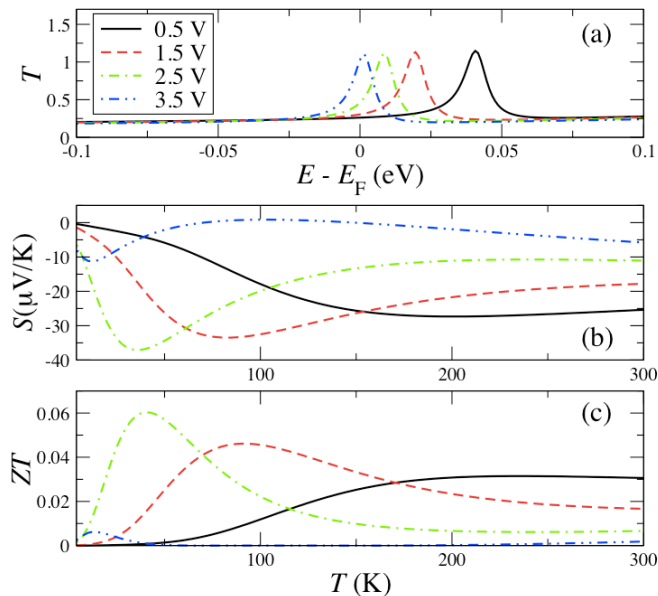 1.5
1
0.5
0
T
0.5 V
1.5 V
2.5 V
3.5 V
(a)
-0.1
-0.05
0
0.05
0.1
E - E_F (eV)
0
-10
-20
-30
-40
S(μV/K)
(b)
100
200
300
0.06
0.04
0.02
0
ZT
(c)
100
200
300
T (K)